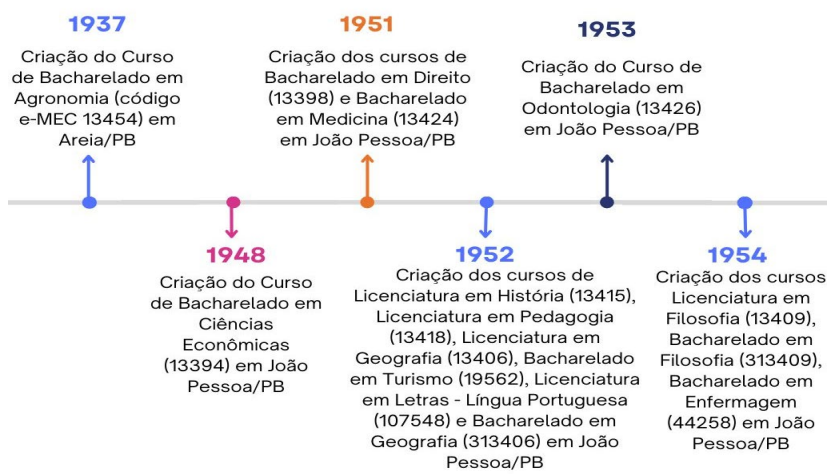 1937
Criação do Curso
de Bacharelado em
Agronomia (código
e-MEC 13454) em
Areia/PB
1948
Criação do Curso
de Bacharelado em
Ciências
Econômicas
(13394) em João
Pessoa/PB
1951
Criação dos cursos de
Bacharelado em Direito
(13398) e Bacharelado
em Medicina (13424)
em João Pessoa/PB
1952
Criação dos cursos de
Licenciatura em História (13415),
Licenciatura em Pedagogia
(13418), Licenciatura em
Geografia (13406), Bacharelado
em Turismo (19562), Licenciatura
em Letras - Língua Portuguesa
(107548) e Bacharelado em
Geografia (313406) em João
Pessoa/PB
1953
Criação do Curso de
Bacharelado em
Odontologia (13426)
em João Pessoa/PB
1954
Criação dos cursos
Licenciatura em
Filosofia (13409),
Bacharelado em
Filosofia (313409),
Bacharelado em
Enfermagem
(44258) em João
Pessoa/PB